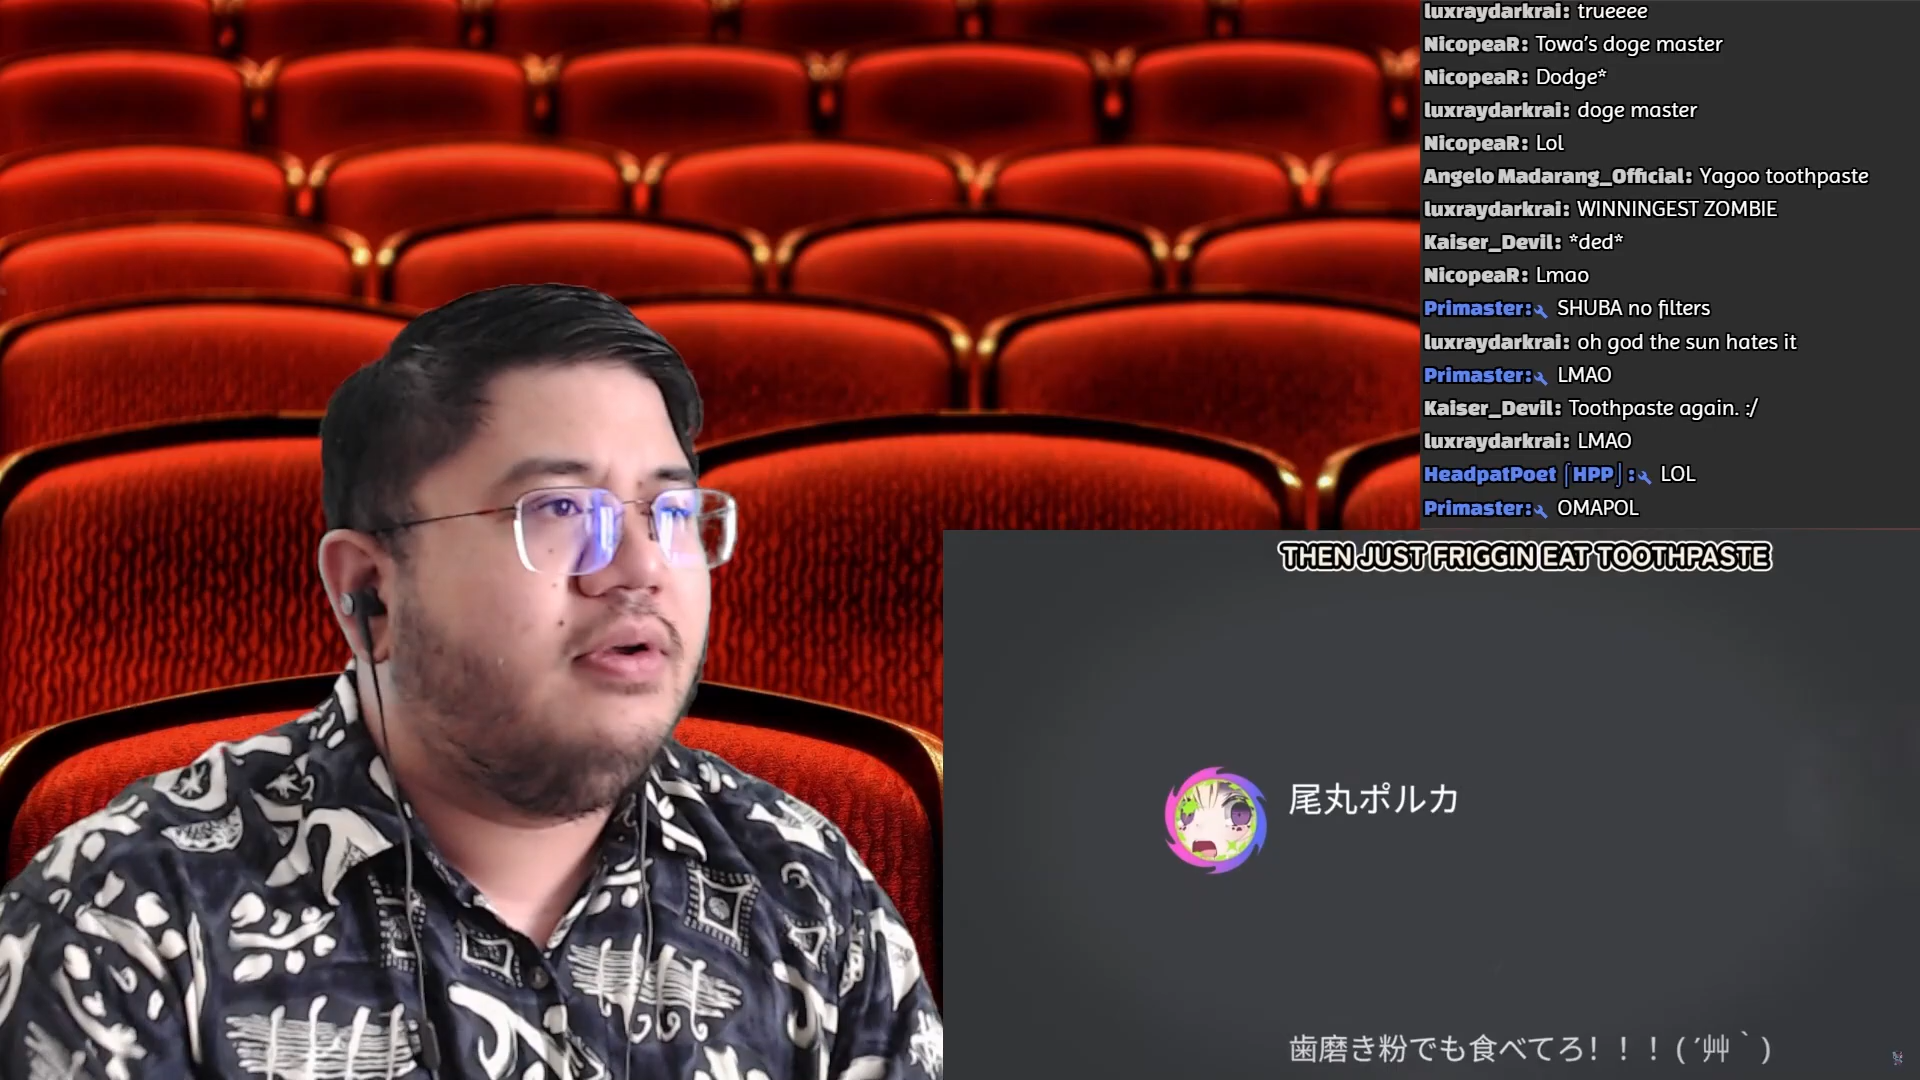 luxraydarkrai: trueeee
NicopeaR: Towa's doge master
NicopeaR: Dodge*
luxraydarkrai: doge master
NicopeaR: Lol
Angelo Madarang_Official: Yagoo toothpaste
luxraydarkrai: WINNINGEST ZOMBIE
Kaiser_Devil: *ded*
NicopeaR: Lmao
Primaster: SHUBA no filters
luxraydarkrai: oh god the sun hates it
Primaster: LMAO
Kaiser_Devil: Toothpaste again. :/
luxraydarkrai: LMAO
HeadpatPoet ⌠HPP⌡: LOL
Primaster: OMAPOL
THEN JUST FRIGGIN EAT TOOTHPASTE
尾丸ポルカ
歯磨き粉でも食べてろ！！！( ´艸｀)